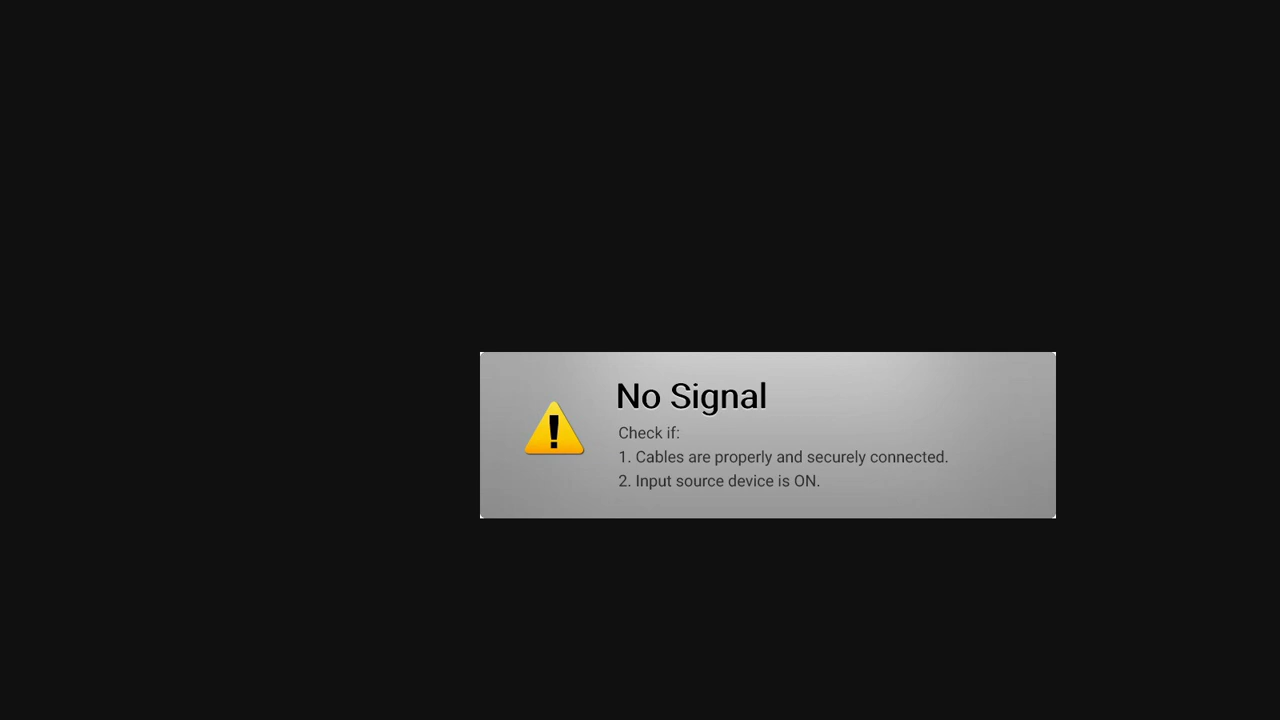 No Signal
Check if:
1. Cables are properly and securely connected.
2. Input source device is ON.